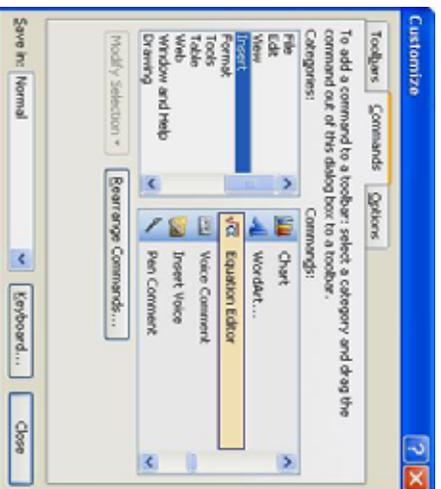 Customize
Toolbars Commands Options
To add a command to a toolbar: select a category and drag the
command out of this dialog box to a toolbar.
Categories:
File
Edit
View
Insert
Format
Tools
Table
Web
Window and Help
Drawing
Commands:
Chart
WordArt...
√α Equation Editor
Voice Comment
Insert Voice
Pen Comment
Modify Selection
Rearrange Commands...
Save in: Normal
Keyboard...
Close